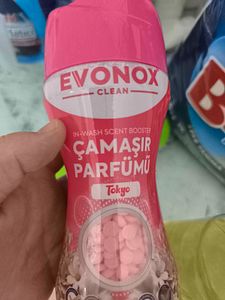 EVONOX
CLEAN
IN-WASH SCENT BOOSTER
ÇAMAŞIR
PARFÜMÜ
Tokyo
B